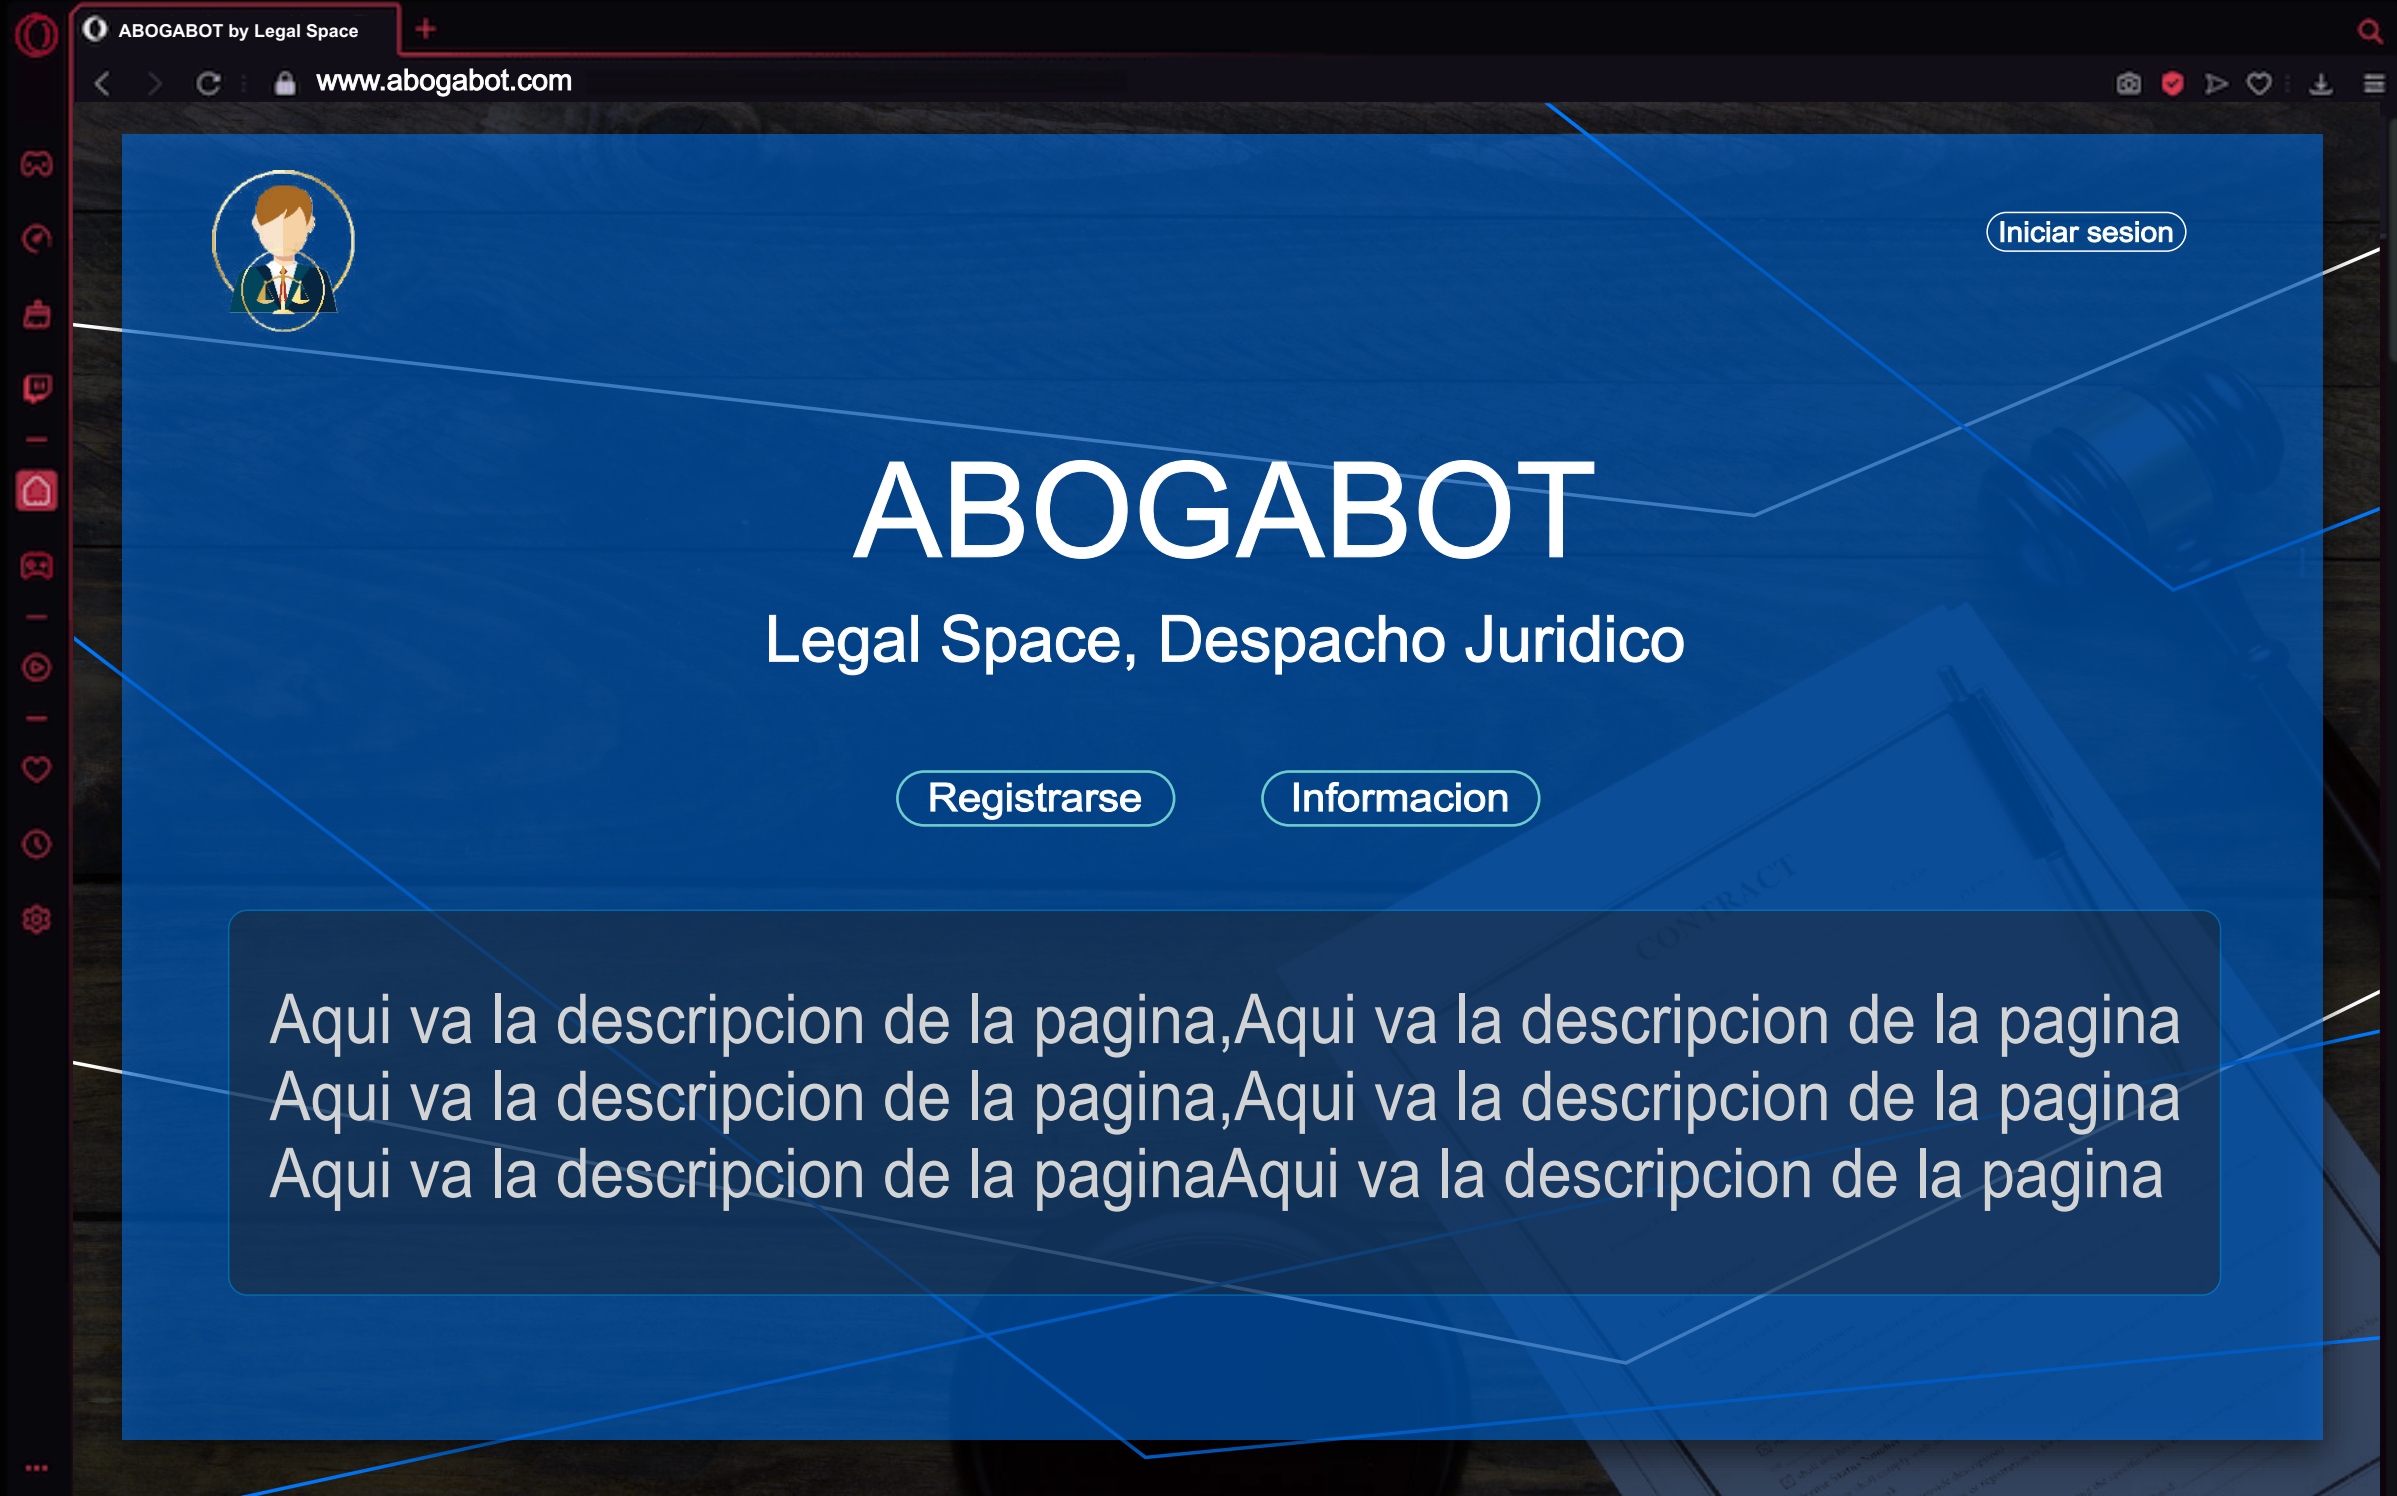 ABOGABOT by Legal Space
www.abogabot.com
Iniciar sesion
ABOGABOT
Legal Space, Despacho Juridico
Registrarse
Informacion
CONTRACT
Aqui va la descripcion de la pagina,Aqui va la descripcion de la pagina
Aqui va la descripcion de la pagina,Aqui va la descripcion de la pagina
Aqui va la descripcion de la paginaAqui va la descripcion de la pagina